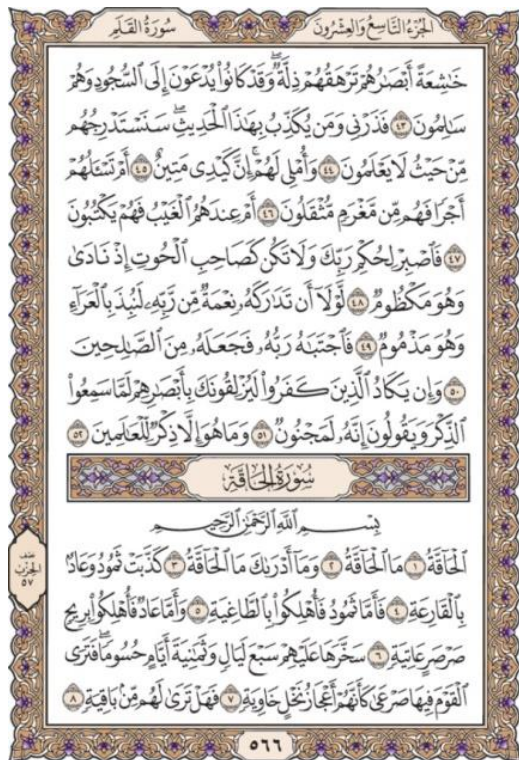 الجزء التاسع والعشرون
سورة القلم
خَٰشِعَةً أَبْصَٰرُهُمْ تَرْهَقُهُمْ ذِلَّةٌۖ وَقَدْ كَانُوا۟ يُدْعَوْنَ إِلَى ٱلسُّجُودِ وَهُمْ
سَٰلِمُونَ ٤٣ فَذَرْنِى وَمَن يُكَذِّبُ بِهَٰذَا ٱلْحَدِيثِۖ سَنَسْتَدْرِجُهُم
مِّنْ حَيْثُ لَا يَعْلَمُونَ ٤٤ وَأُمْلِى لَهُمْۚ إِنَّ كَيْدِى مَتِينٌ ٤٥ أَمْ تَسْـَٔلُهُمْ
أَجْرًا فَهُم مِّن مَّغْرَمٍ مُّثْقَلُونَ ٤٦ أَمْ عِندَهُمُ ٱلْغَيْبُ فَهُمْ يَكْتُبُونَ
٤٧ فَٱصْبِرْ لِحُكْمِ رَبِّكَ وَلَا تَكُن كَصَاحِبِ ٱلْحُوتِ إِذْ نَادَىٰ
وَهُوَ مَكْظُومٌ ٤٨ لَّوْلَآ أَن تَدَٰرَكَهُۥ نِعْمَةٌ مِّن رَّبِّهِۦ لَنُبِذَ بِٱلْعَرَآءِ
وَهُوَ مَذْمُومٌ ٤٩ فَٱجْتَبَٰهُ رَبُّهُۥ فَجَعَلَهُۥ مِنَ ٱلصَّٰلِحِينَ
٥٠ وَإِن يَكَادُ ٱلَّذِينَ كَفَرُوا۟ لَيُزْلِقُونَكَ بِأَبْصَٰرِهِمْ لَمَّا سَمِعُوا۟
ٱلذِّكْرَ وَيَقُولُونَ إِنَّهُۥ لَمَجْنُونٌ ٥١ وَمَا هُوَ إِلَّا ذِكْرٌ لِّلْعَٰلَمِينَ ٥٢
سُورَةُ الحَاقَّةِ
بِسْمِ ٱللَّهِ ٱلرَّحْمَٰنِ ٱلرَّحِيمِ
ٱلْحَآقَّةُ ١ مَا ٱلْحَآقَّةُ ٢ وَمَآ أَدْرَىٰكَ مَا ٱلْحَآقَّةُ ٣ كَذَّبَتْ ثَمُودُ وَعَادٌۢ
بِٱلْقَارِعَةِ ٤ فَأَمَّا ثَمُودُ فَأُهْلِكُوا۟ بِٱلطَّاغِيَةِ ٥ وَأَمَّا عَادٌ فَأُهْلِكُوا۟ بِرِيحٍ
صَرْصَرٍ عَاتِيَةٍ ٦ سَخَّرَهَا عَلَيْهِمْ سَبْعَ لَيَالٍ وَثَمَٰنِيَةَ أَيَّامٍ حُسُومًاۖ فَتَرَى
ٱلْقَوْمَ فِيهَا صَرْعَىٰ كَأَنَّهُمْ أَعْجَازُ نَخْلٍ خَاوِيَةٍ ٧ فَهَلْ تَرَىٰ لَهُم مِّنۢ بَاقِيَةٍ ٨
الحزب
٥٧
٥٦٦